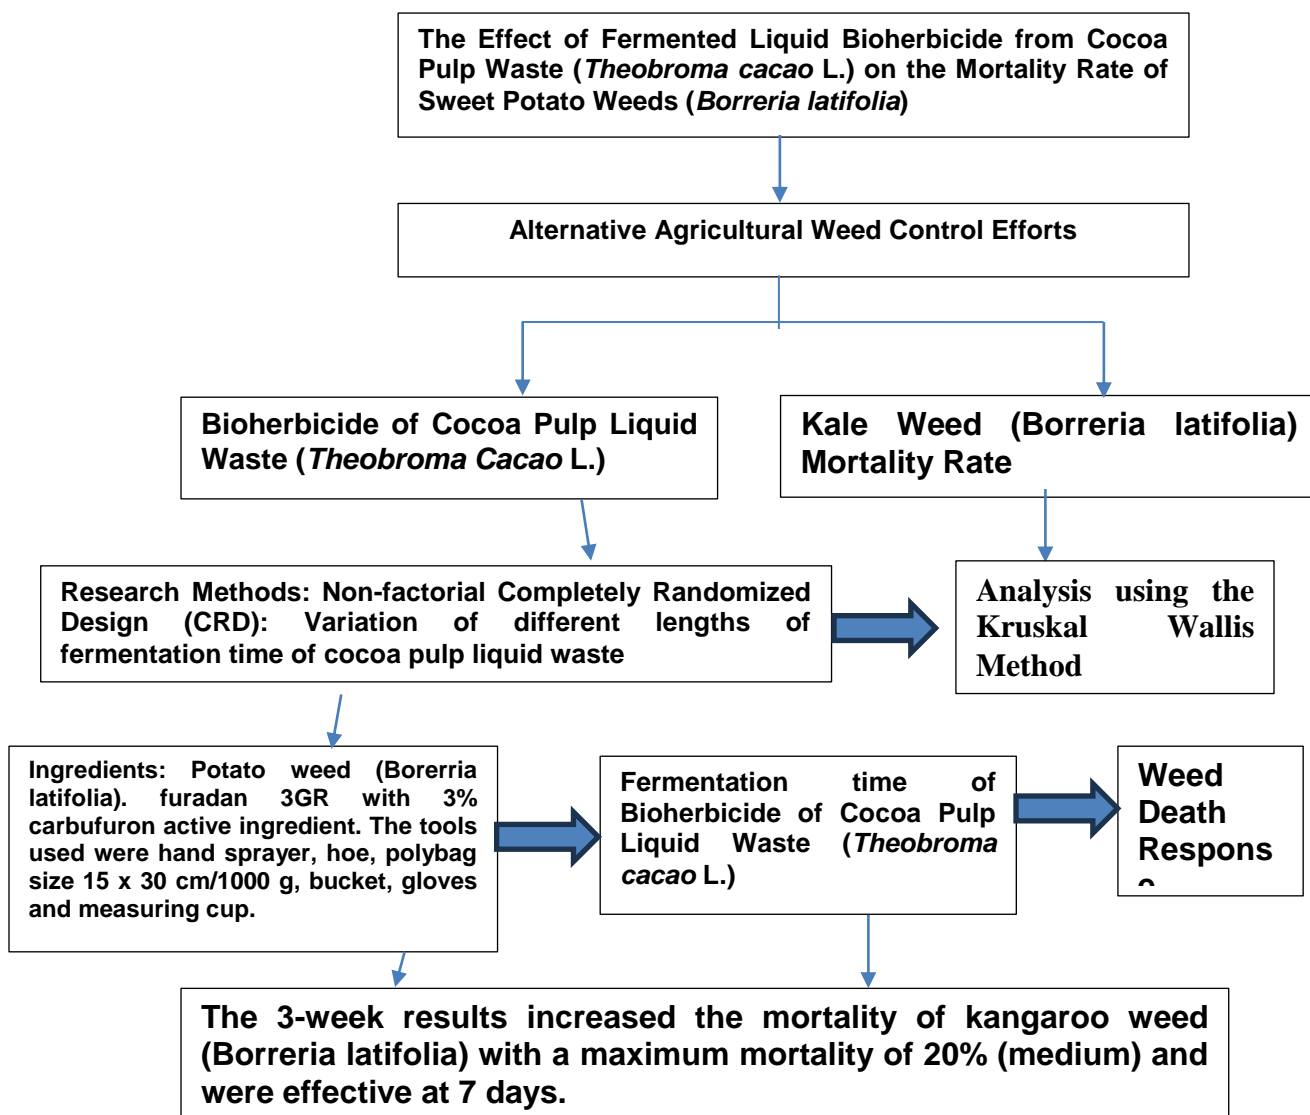 The Effect of Fermented Liquid Bioherbicide from Cocoa
Pulp Waste (Theobroma cacao L.) on the Mortality Rate of
Sweet Potato Weeds (Borreria latifolia)
Alternative Agricultural Weed Control Efforts
Bioherbicide of Cocoa Pulp Liquid
Waste (Theobroma Cacao L.)
Kale Weed (Borreria latifolia)
Mortality Rate
Research Methods: Non-factorial Completely Randomized
Design (CRD): Variation of different lengths of
fermentation time of cocoa pulp liquid waste
Analysis using the
Kruskal Wallis
Method
Ingredients: Potato weed (Borerria
latifolia). furadan 3GR with 3%
carbufuron active ingredient. The tools
used were hand sprayer, hoe, polybag
size 15 x 30 cm/1000 g, bucket, gloves
and measuring cup.
Fermentation time of
Bioherbicide of Cocoa Pulp
Liquid Waste (Theobroma
cacao L.)
Weed
Death
Respons
The 3-week results increased the mortality of kangaroo weed
(Borreria latifolia) with a maximum mortality of 20% (medium) and
were effective at 7 days.